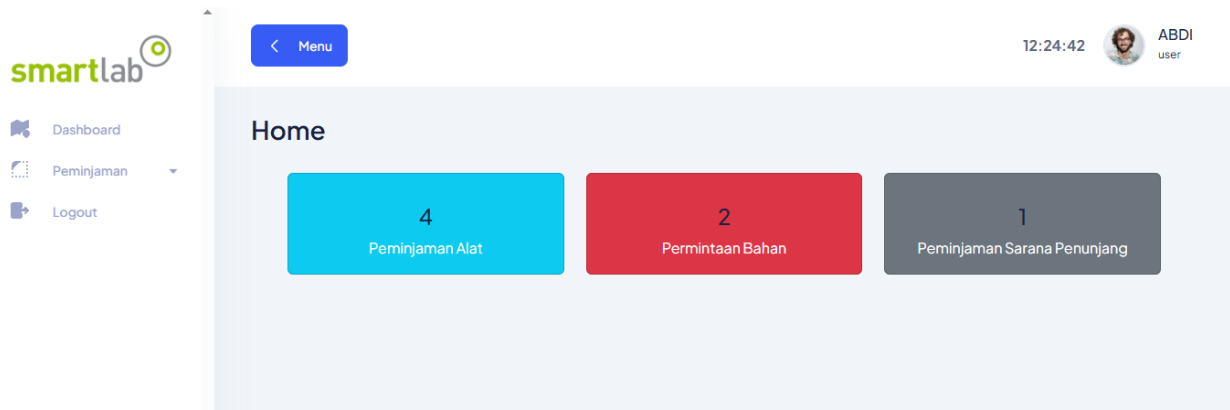 smartlab
Dashboard
Peminjaman
Logout
Menu
12:24:42
ABDI
user
Home
4
Peminjaman Alat
2
Permintaan Bahan
1
Peminjaman Sarana Penunjang